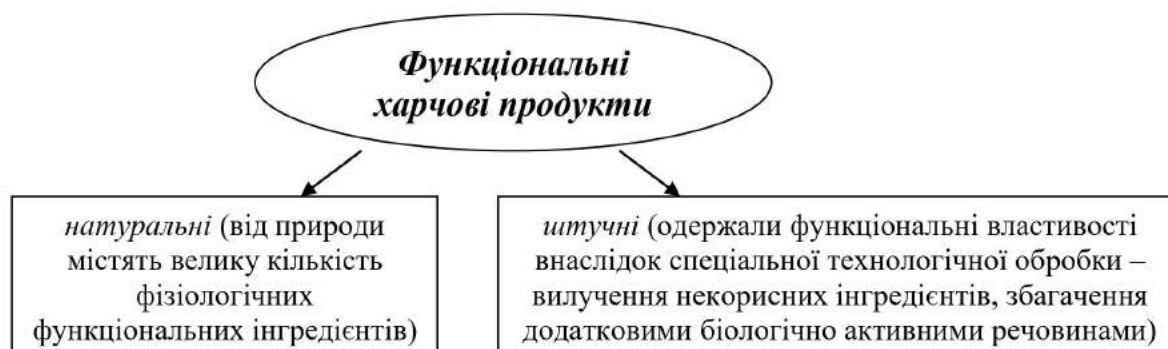 Функціональні
харчові продукти
натуральні (від природи
містять велику кількість
фізіологічних
функціональних інгредієнтів)
штучні (одержали функціональні властивості
внаслідок спеціальної технологічної обробки –
вилучення некорисних інгредієнтів, збагачення
додатковими біологічно активними речовинами)